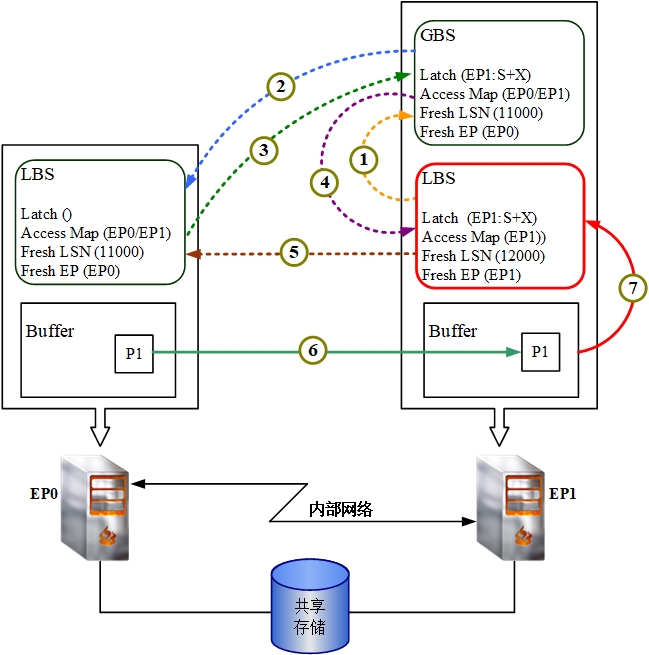 GBS
Latch (EP1:S+X)
Access Map (EP0/EP1)
Fresh LSN (11000)
Fresh EP (EP0)
2
3
1
4
LBS
Latch ()
Access Map (EP0/EP1)
Fresh LSN (11000)
Fresh EP (EP0)
LBS
Latch (EP1:S+X)
Access Map (EP1))
Fresh LSN (12000)
Fresh EP (EP1)
5
7
Buffer
P1
6
Buffer
P1
EP0
内部网络
EP1
共享
存储